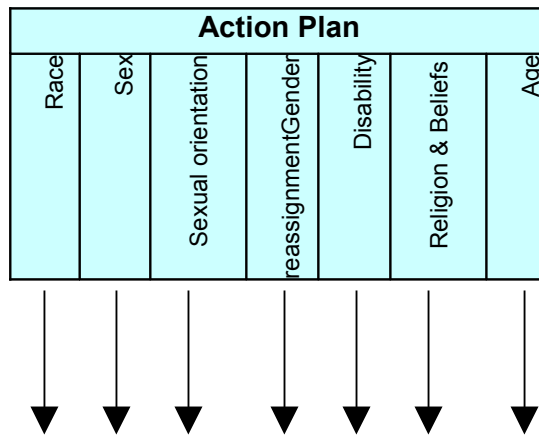 Action Plan
Race
Sex
Sexual orientation
reassignmentGender
Disability
Religion & Beliefs
Age